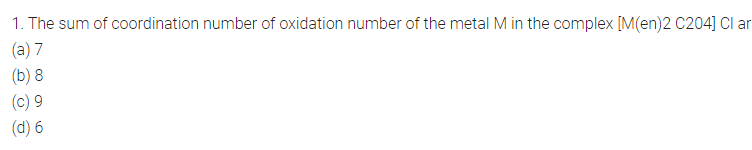 1. The sum of coordination number of oxidation number of the metal M in the complex [M(en)2 C204] Cl ar
(a) 7
(b) 8
(c) 9
(d) 6